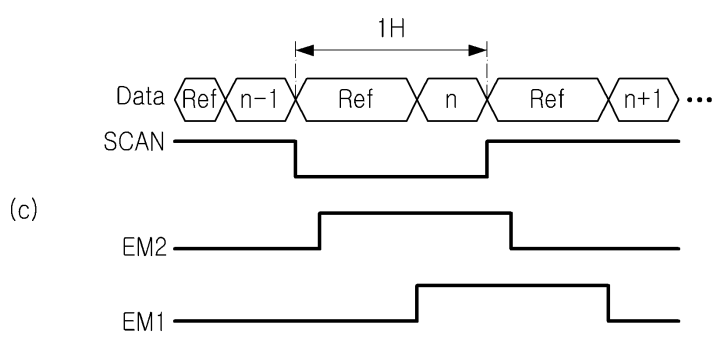 1H
Data Ref n-1 Ref n Ref n+1 •••
SCAN
(c)
EM2
EM1